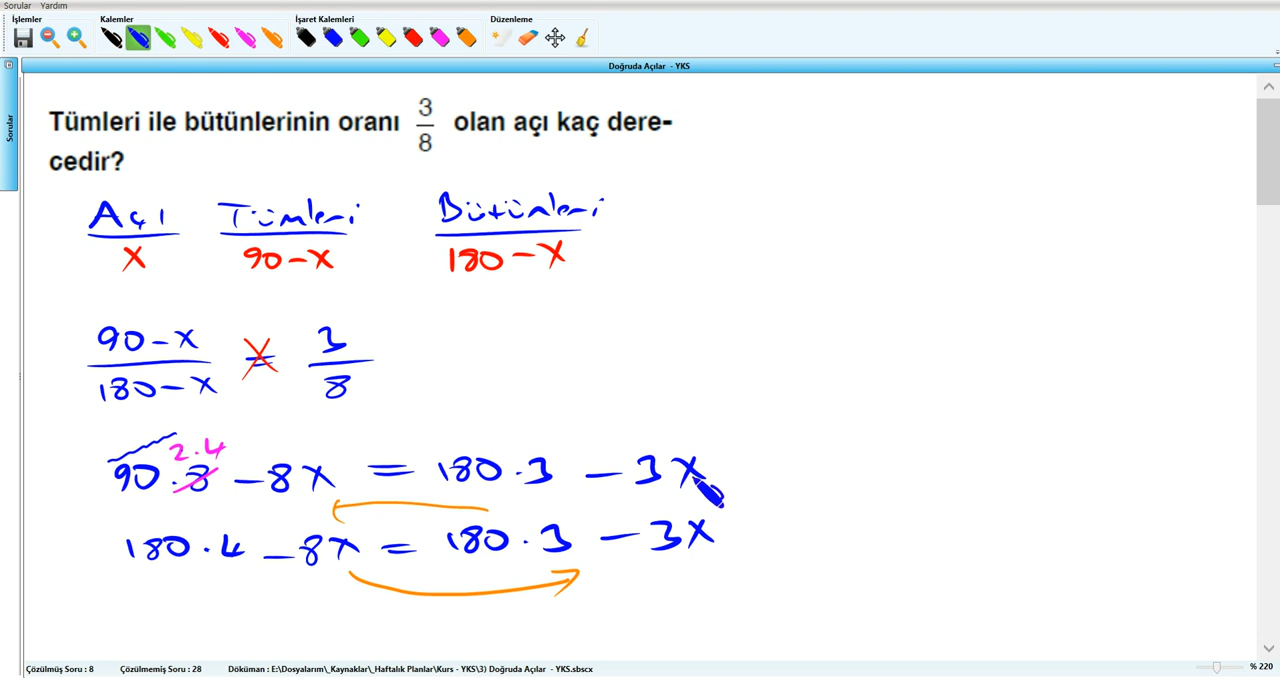 Sorular Yardım
İşlemler Kalemler İşaret Kalemleri Düzenleme
Doğruda Açılar - YKS
Sorular
Tümleri ile bütünlerinin oranı 3/8 olan açı kaç dere-
cedir?
Açı Tümleri Bütünleri
x 90-x 180-x
90-x/180-x = 3/8
2.4
90.8 -8x = 180.3 -3x
180.4 -8x = 180.3 -3x
Çözülmüş Soru : 8 Çözülmemiş Soru : 28 Döküman : E:\Dosyalarım\_Kaynaklar\_Haftalık Planlar\Kurs - YKS\3) Doğruda Açılar - YKS.sbscx % 220